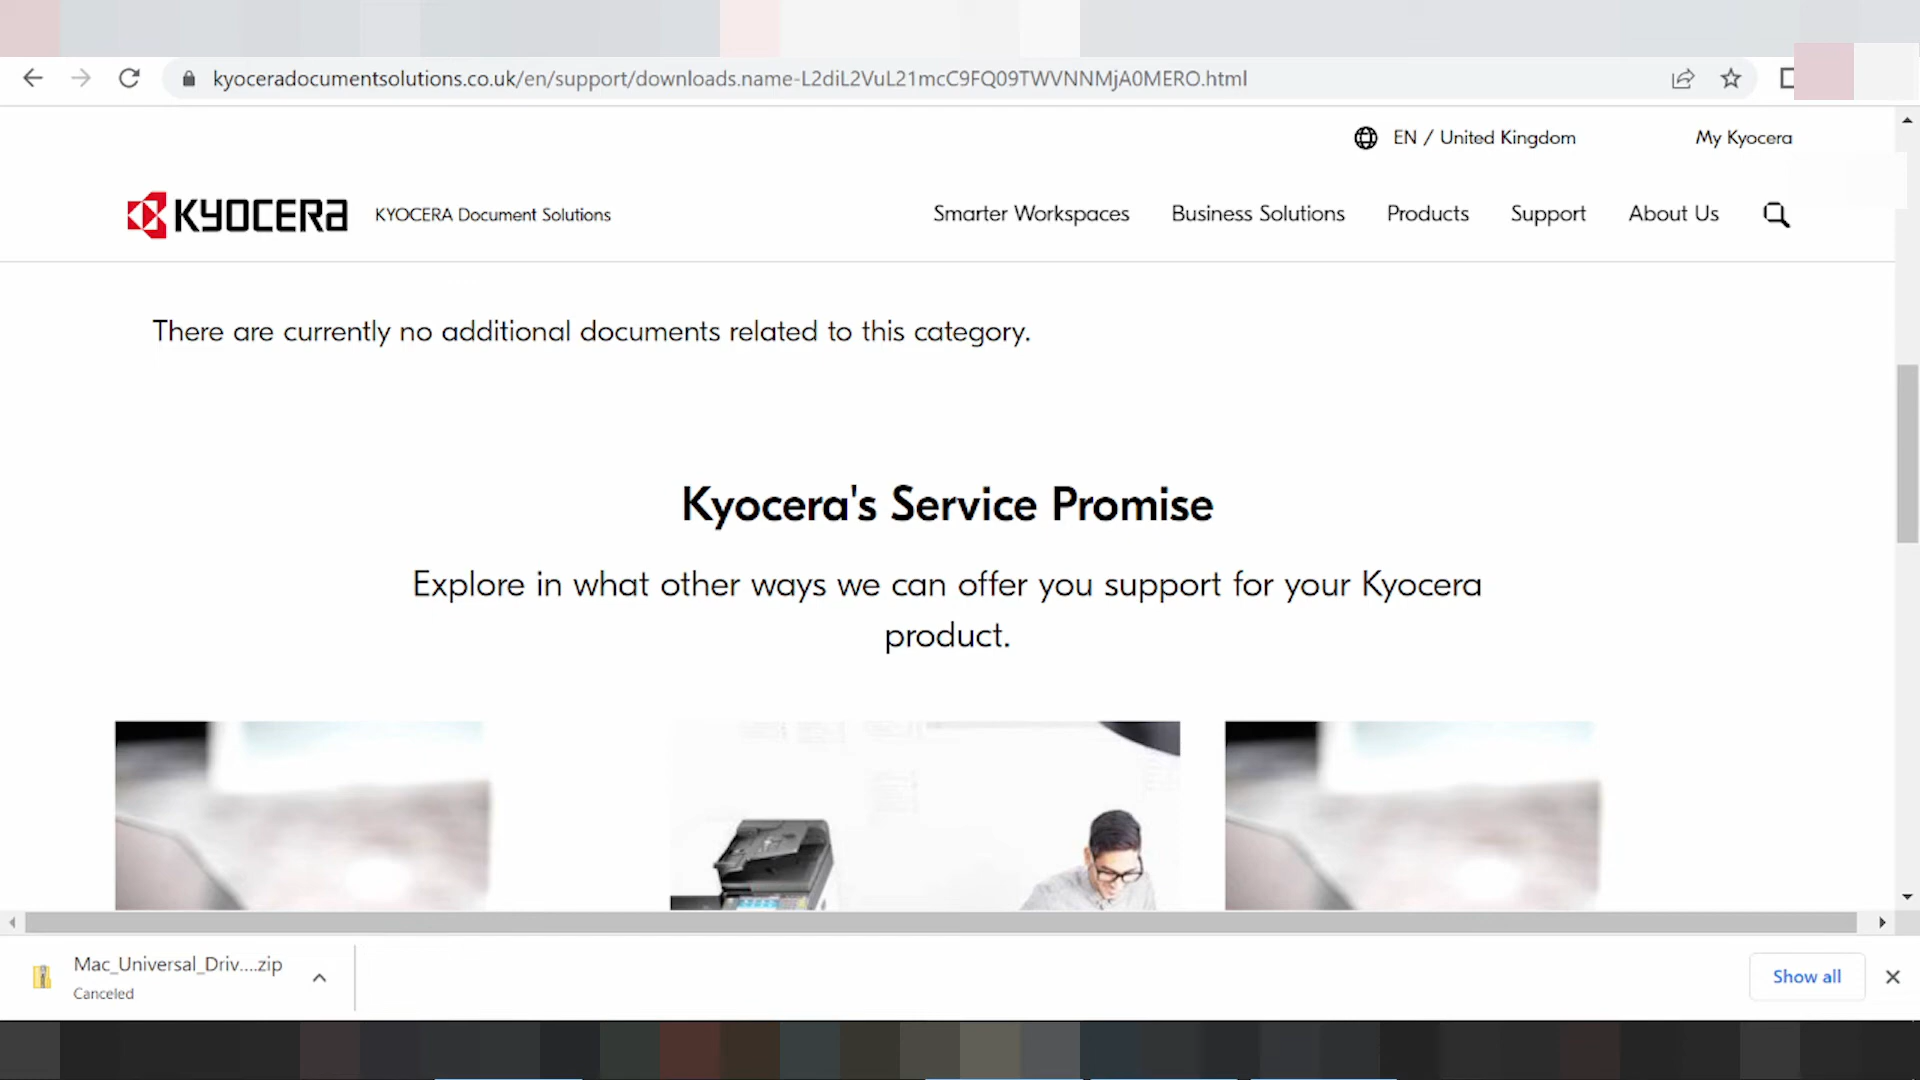 kyoceradocumentsolutions.co.uk/en/support/downloads.name-L2diL2VuL21mcC9FQ09TWVNNMjA0MERO.html
EN / United Kingdom
My Kyocera
KYOCERA
KYOCERA Document Solutions
Smarter Workspaces
Business Solutions
Products
Support
About Us
There are currently no additional documents related to this category.
Kyocera's Service Promise
Explore in what other ways we can offer you support for your Kyocera
product.
Mac_Universal_Driv....zip
Canceled
Show all